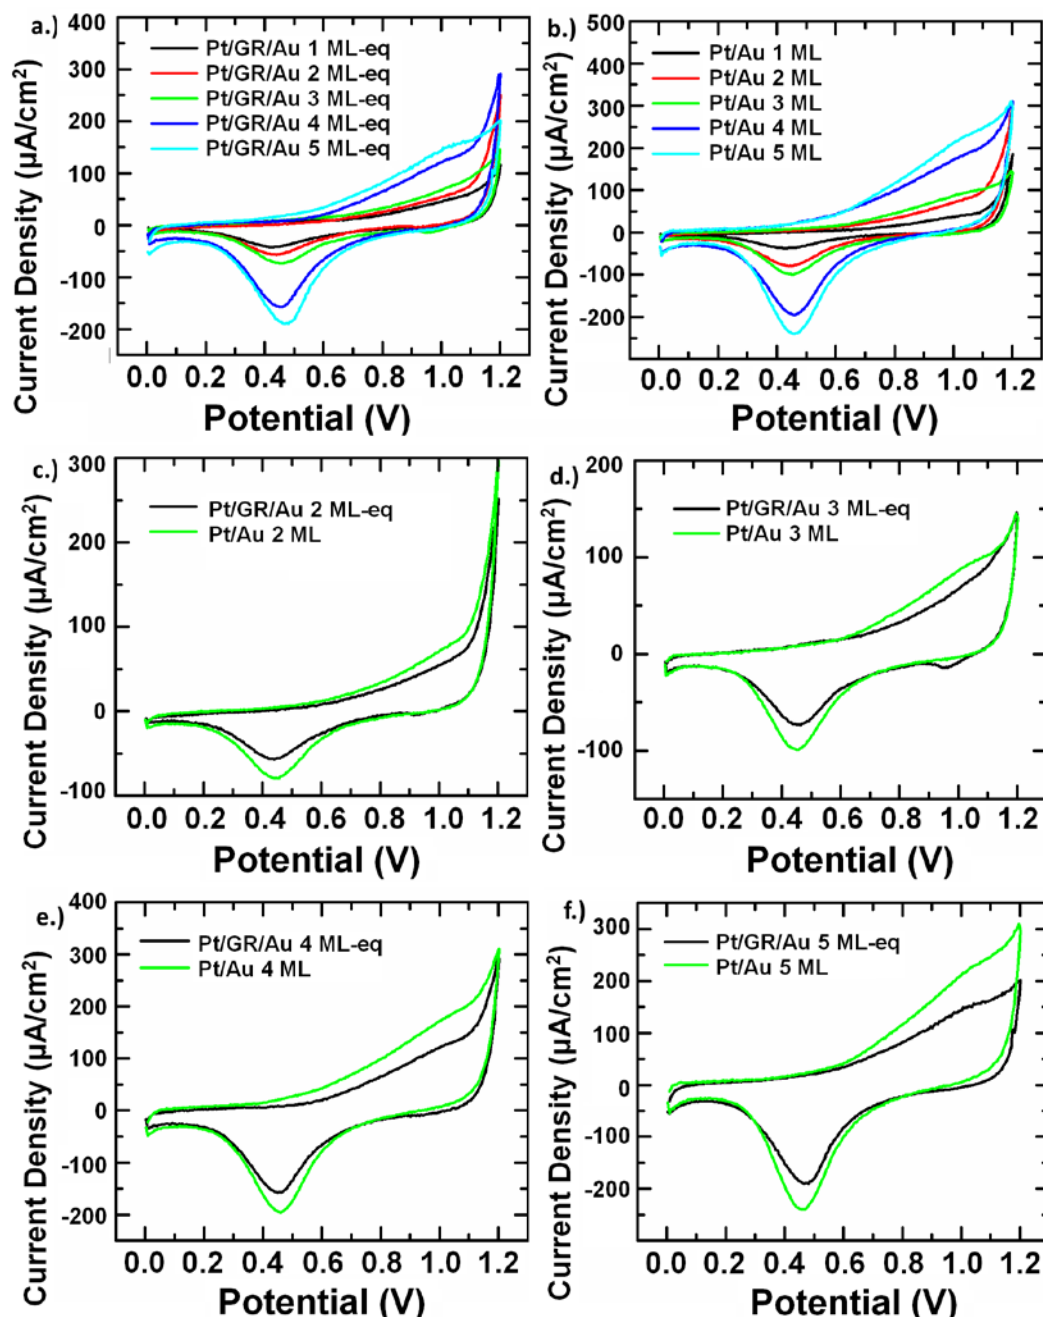 a.)
Current Density (µA/cm²)
400
300
200
100
0
-100
-200
Pt/GR/Au 1 ML-eq
Pt/GR/Au 2 ML-eq
Pt/GR/Au 3 ML-eq
Pt/GR/Au 4 ML-eq
Pt/GR/Au 5 ML-eq
0.0 0.2 0.4 0.6 0.8 1.0 1.2
Potential (V)
b.)
Current Density (µA/cm²)
500
400
300
200
100
0
-100
-200
Pt/Au 1 ML
Pt/Au 2 ML
Pt/Au 3 ML
Pt/Au 4 ML
Pt/Au 5 ML
0.0 0.2 0.4 0.6 0.8 1.0 1.2
Potential (V)
c.)
Current Density (µA/cm²)
300
200
100
0
-100
Pt/GR/Au 2 ML-eq
Pt/Au 2 ML
0.0 0.2 0.4 0.6 0.8 1.0 1.2
Potential (V)
d.)
Current Density (µA/cm²)
200
100
0
-100
Pt/GR/Au 3 ML-eq
Pt/Au 3 ML
0.0 0.2 0.4 0.6 0.8 1.0 1.2
Potential (V)
e.)
Current Density (µA/cm²)
400
300
200
100
0
-100
-200
Pt/GR/Au 4 ML-eq
Pt/Au 4 ML
0.0 0.2 0.4 0.6 0.8 1.0 1.2
Potential (V)
f.)
Current Density (µA/cm²)
300
200
100
0
-100
-200
Pt/GR/Au 5 ML-eq
Pt/Au 5 ML
0.0 0.2 0.4 0.6 0.8 1.0 1.2
Potential (V)